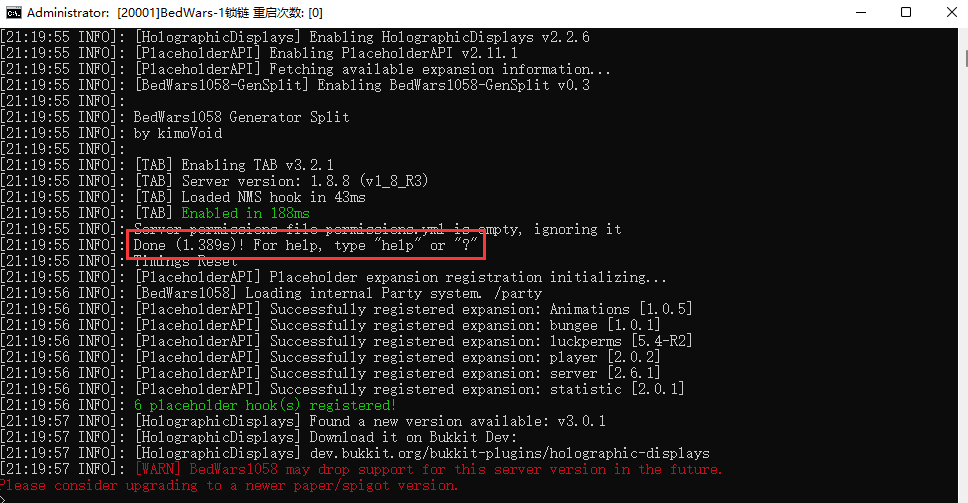 Administrator: [20001]BedWars-1锁链 重启次数: [0]
[21:19:55 INFO]: [HolographicDisplays] Enabling HolographicDisplays v2.2.6
[21:19:55 INFO]: [PlaceholderAPI] Enabling PlaceholderAPI v2.11.1
[21:19:55 INFO]: [PlaceholderAPI] Fetching available expansion information...
[21:19:55 INFO]: [BedWars1058-GenSplit] Enabling BedWars1058-GenSplit v0.3
[21:19:55 INFO]:
[21:19:55 INFO]: BedWars1058 Generator Split
[21:19:55 INFO]: by kimoVoid
[21:19:55 INFO]:
[21:19:55 INFO]: [TAB] Enabling TAB v3.2.1
[21:19:55 INFO]: [TAB] Server version: 1.8.8 (v1_8_R3)
[21:19:55 INFO]: [TAB] Loaded NMS hook in 43ms
[21:19:55 INFO]: [TAB] Enabled in 188ms
[21:19:55 INFO]: Server permissions file permissions.yml is empty, ignoring it
[21:19:55 INFO]: Done (1.389s)! For help, type "help" or "?"
[21:19:55 INFO]: Timings Reset
[21:19:55 INFO]: [PlaceholderAPI] Placeholder expansion registration initializing...
[21:19:56 INFO]: [BedWars1058] Loading internal Party system. /party
[21:19:56 INFO]: [PlaceholderAPI] Successfully registered expansion: Animations [1.0.5]
[21:19:56 INFO]: [PlaceholderAPI] Successfully registered expansion: bungee [1.0.1]
[21:19:56 INFO]: [PlaceholderAPI] Successfully registered expansion: luckperms [5.4-R2]
[21:19:56 INFO]: [PlaceholderAPI] Successfully registered expansion: player [2.0.2]
[21:19:56 INFO]: [PlaceholderAPI] Successfully registered expansion: server [2.6.1]
[21:19:56 INFO]: [PlaceholderAPI] Successfully registered expansion: statistic [2.0.1]
[21:19:56 INFO]: 6 placeholder hook(s) registered!
[21:19:57 INFO]: [HolographicDisplays] Found a new version available: v3.0.1
[21:19:57 INFO]: [HolographicDisplays] Download it on Bukkit Dev:
[21:19:57 INFO]: [HolographicDisplays] dev.bukkit.org/bukkit-plugins/holographic-displays
[21:19:57 INFO]: [WARN] BedWars1058 may drop support for this server version in the future.
Please consider upgrading to a newer paper/spigot version.
>